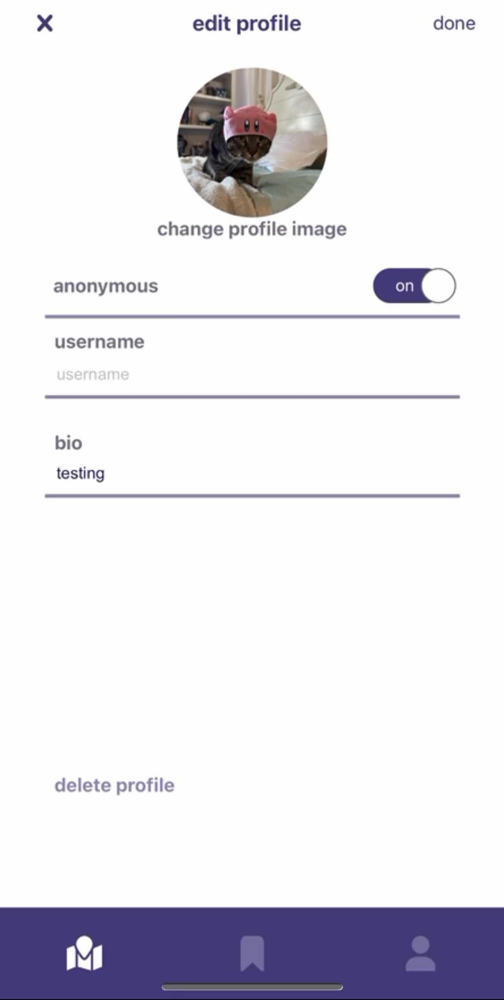 edit profile
done
change profile image
anonymous
on
username
username
bio
testing
delete profile